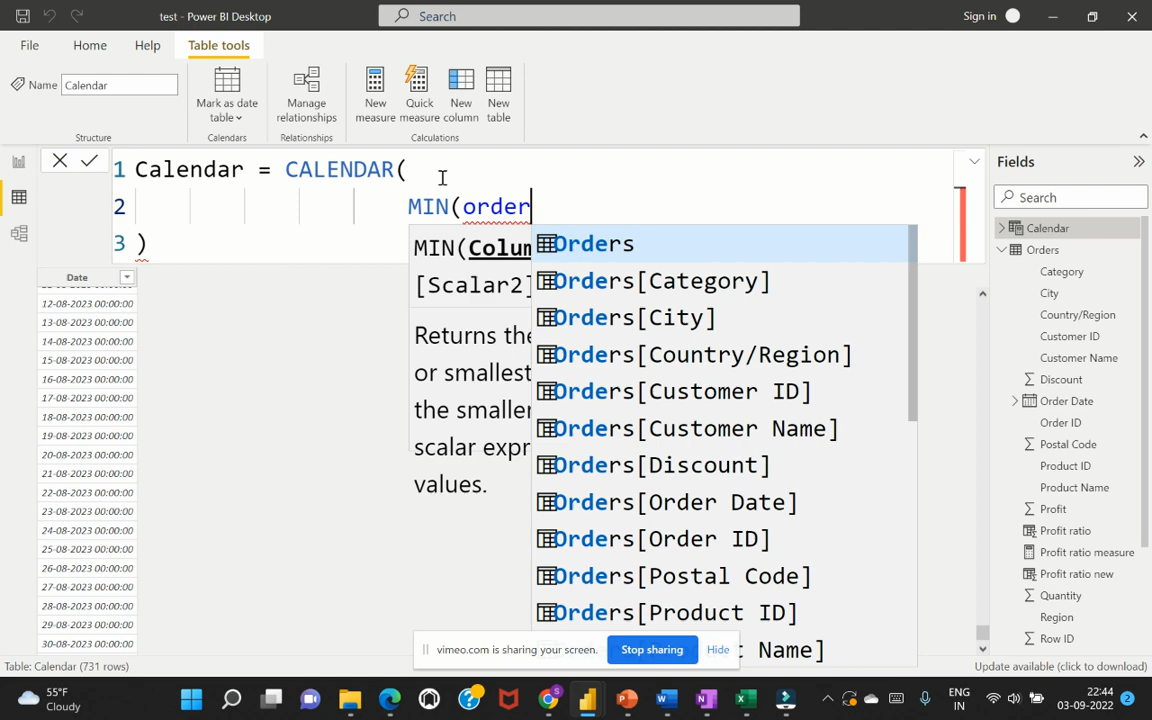 test - Power BI Desktop
Search
Sign in
File
Home
Help
Table tools
Name
Calendar
Mark as date
table
Manage
relationships
New
measure
Quick
measure
New
column
New
table
Structure
Calendars
Relationships
Calculations
1 Calendar = CALENDAR(
2 MIN(order
3 )
MIN(Colum
[Scalar2]
Returns the
or smallest
the smaller
scalar expr
values.
Orders
Orders[Category]
Orders[City]
Orders[Country/Region]
Orders[Customer ID]
Orders[Customer Name]
Orders[Discount]
Orders[Order Date]
Orders[Order ID]
Orders[Postal Code]
Orders[Product ID]
Name]
Date
12-08-2023 00:00:00
13-08-2023 00:00:00
14-08-2023 00:00:00
15-08-2023 00:00:00
16-08-2023 00:00:00
17-08-2023 00:00:00
18-08-2023 00:00:00
19-08-2023 00:00:00
20-08-2023 00:00:00
21-08-2023 00:00:00
22-08-2023 00:00:00
23-08-2023 00:00:00
24-08-2023 00:00:00
25-08-2023 00:00:00
26-08-2023 00:00:00
27-08-2023 00:00:00
28-08-2023 00:00:00
29-08-2023 00:00:00
30-08-2023 00:00:00
Fields
Search
Calendar
Orders
Category
City
Country/Region
Customer ID
Customer Name
Discount
Order Date
Order ID
Postal Code
Product ID
Product Name
Profit
Profit ratio
Profit ratio measure
Profit ratio new
Quantity
Region
Row ID
vimeo.com is sharing your screen.
Stop sharing
Hide
Table: Calendar (731 rows)
Update available (click to download)
55°F
Cloudy
ENG
IN
22:44
03-09-2022
2